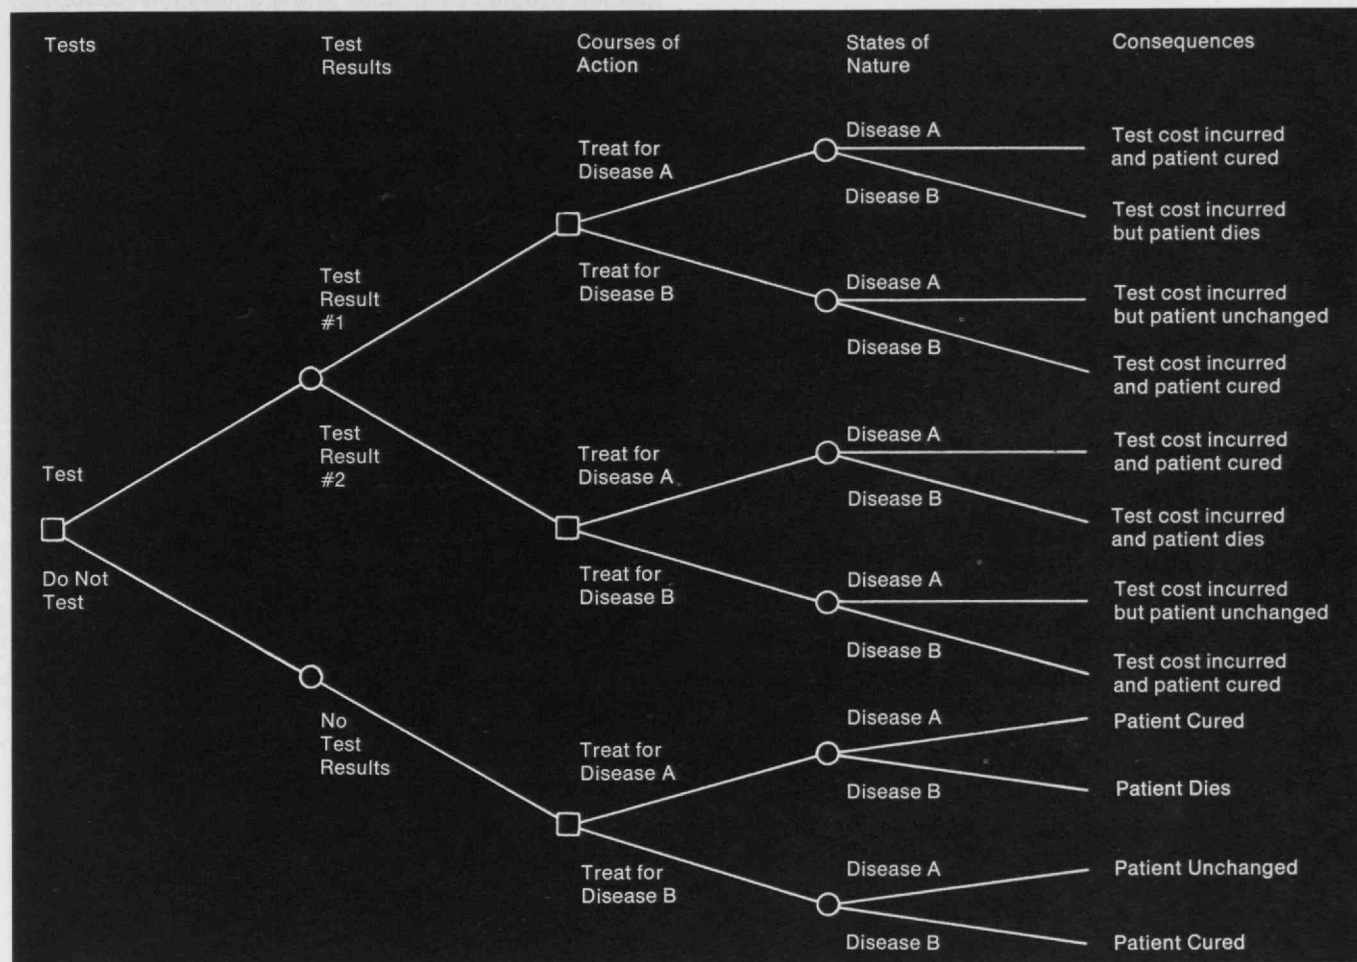 Tests
Test
Results
Courses of
Action
States of
Nature
Consequences
Test
Do Not
Test
Test
Result
#1
Test
Result
#2
No
Test
Results
Treat for
Disease A
Treat for
Disease B
Treat for
Disease A
Treat for
Disease B
Treat for
Disease A
Treat for
Disease B
Disease A
Disease B
Disease A
Disease B
Disease A
Disease B
Disease A
Disease B
Disease A
Disease B
Disease A
Disease B
Test cost incurred
and patient cured
Test cost incurred
but patient dies
Test cost incurred
but patient unchanged
Test cost incurred
and patient cured
Test cost incurred
and patient cured
Test cost incurred
and patient dies
Test cost incurred
but patient unchanged
Test cost incurred
and patient cured
Patient Cured
Patient Dies
Patient Unchanged
Patient Cured